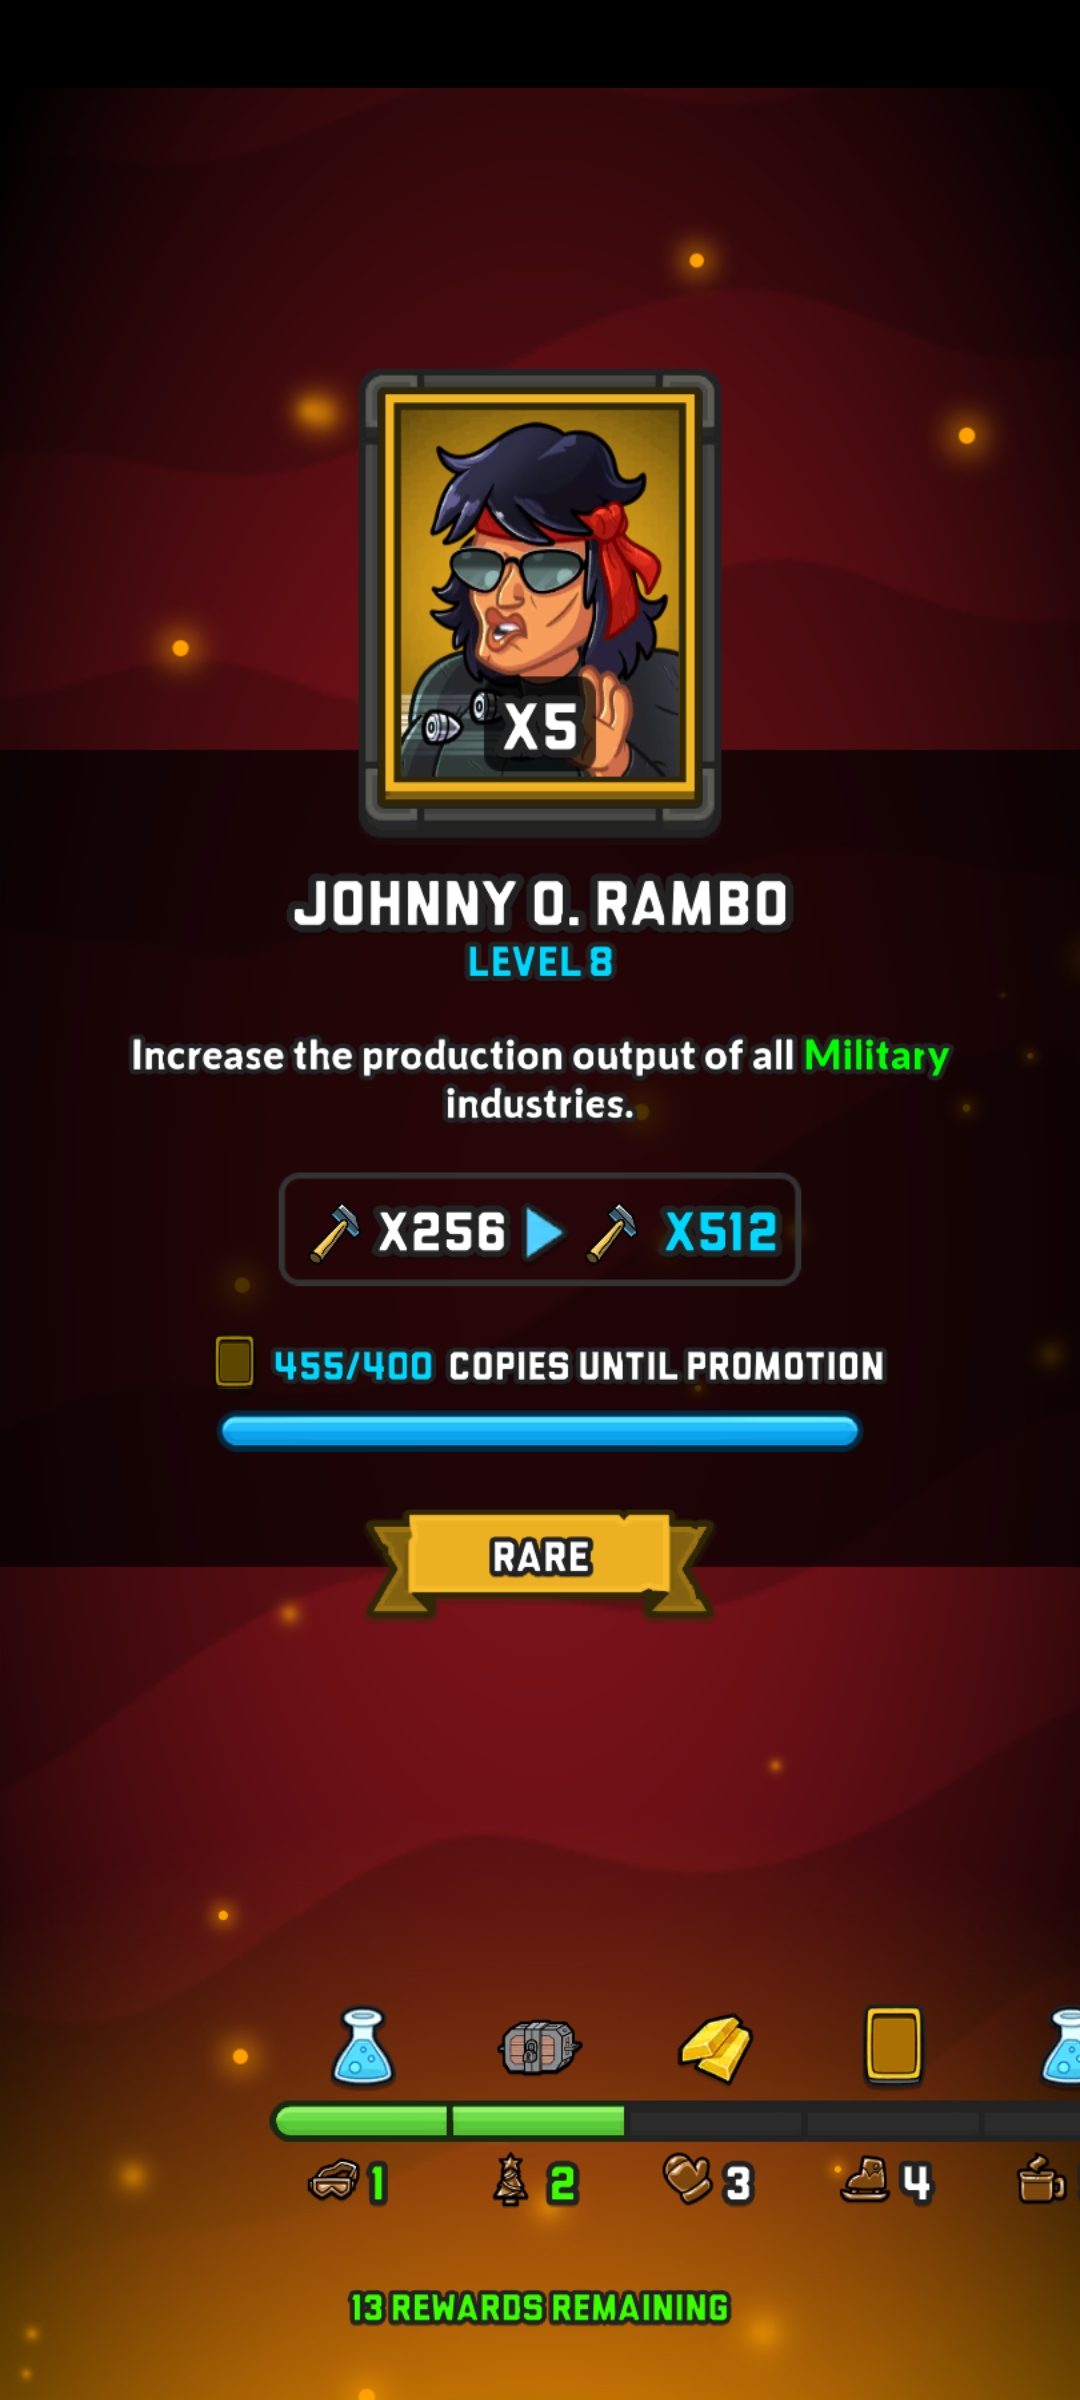 X5
JOHNNY O. RAMBO
LEVEL 8
Increase the production output of all Military
industries.
X256 X512
455/400 COPIES UNTIL PROMOTION
RARE
1 2 3 4
13 REWARDS REMAINING